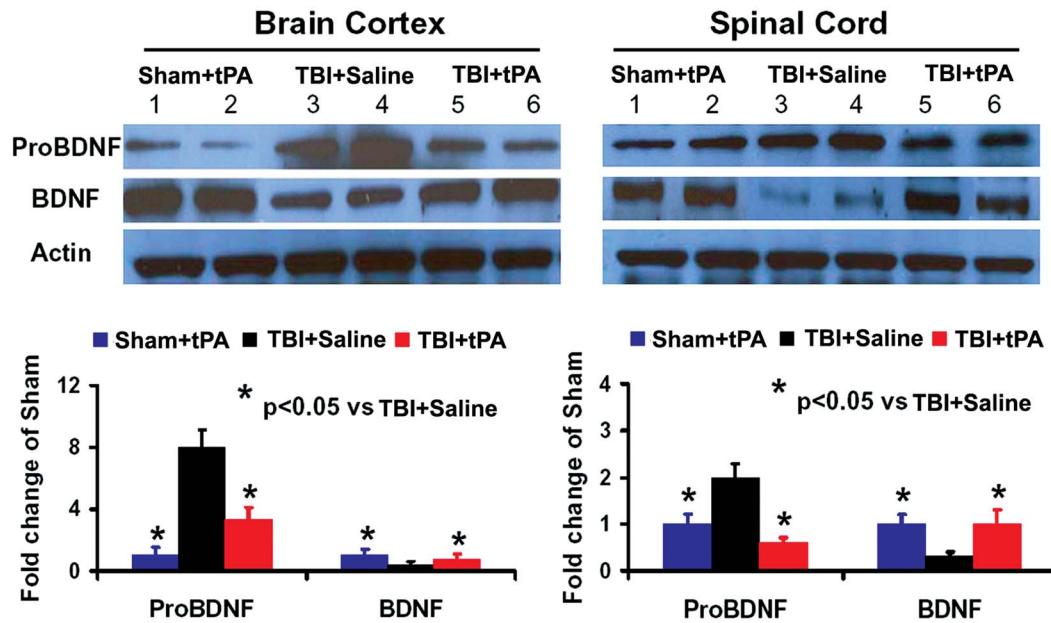 Brain Cortex Spinal Cord
Sham+tPA TBI+Saline TBI+tPA Sham+tPA TBI+Saline TBI+tPA
1 2 3 4 5 6 1 2 3 4 5 6
ProBDNF
BDNF
Actin
Sham+tPA TBI+Saline TBI+tPA Sham+tPA TBI+Saline TBI+tPA
Fold change of Sham
12
8
4
0
* p<0.05 vs TBI+Saline
* * * *
ProBDNF BDNF
Fold change of Sham
4
3
2
1
0
* p<0.05 vs TBI+Saline
* * * *
ProBDNF BDNF